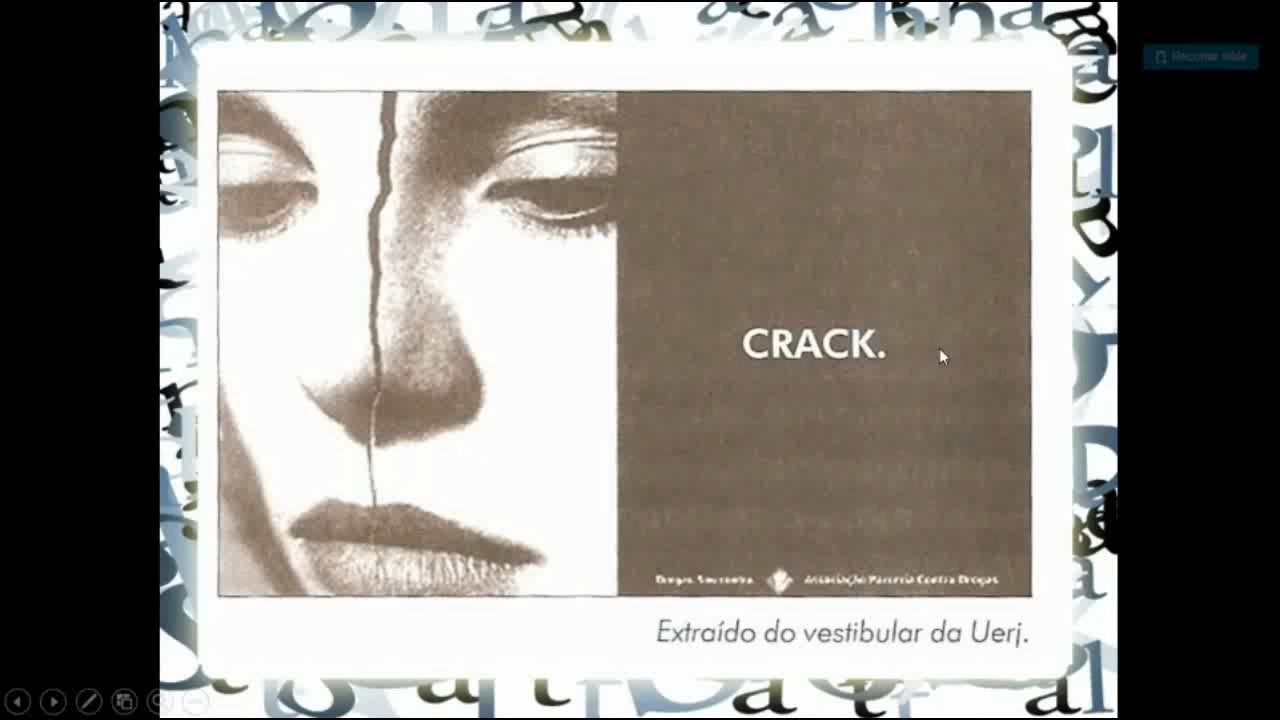 CRACK.
Associação Parceria Contra Drogas
Extraído do vestibular da Uerj.